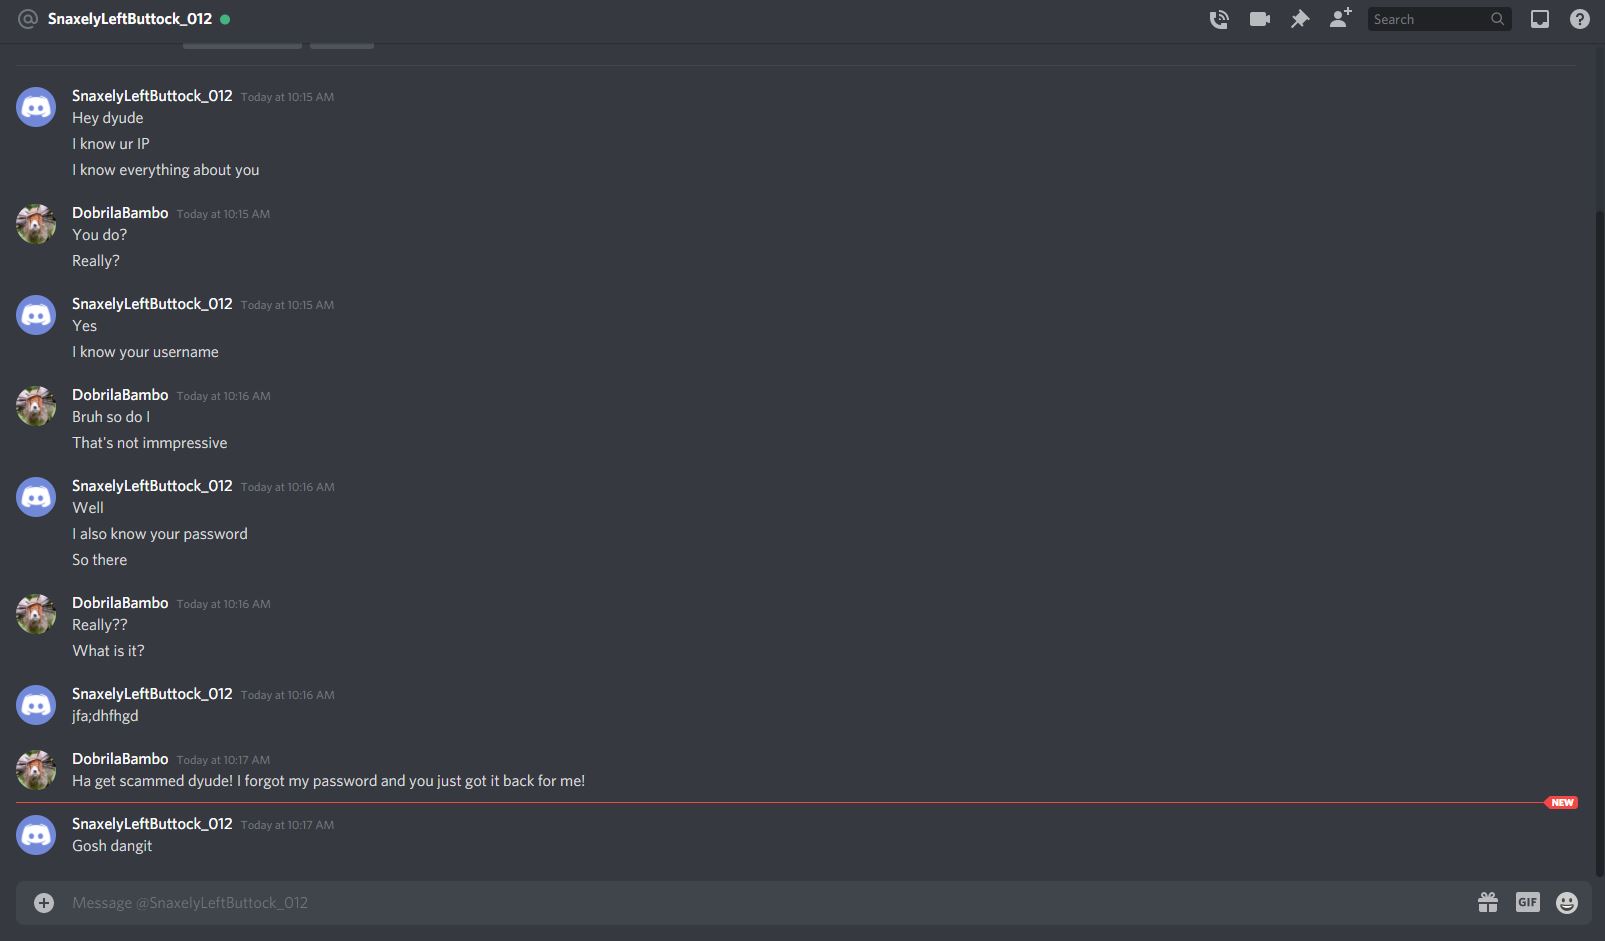 @ SnaxelyLeftButtock_012
Search
SnaxelyLeftButtock_012 Today at 10:15 AM
Hey dyude
I know ur IP
I know everything about you
DobrilaBambo Today at 10:15 AM
You do?
Really?
SnaxelyLeftButtock_012 Today at 10:15 AM
Yes
I know your username
DobrilaBambo Today at 10:16 AM
Bruh so do I
That's not immpressive
SnaxelyLeftButtock_012 Today at 10:16 AM
Well
I also know your password
So there
DobrilaBambo Today at 10:16 AM
Really??
What is it?
SnaxelyLeftButtock_012 Today at 10:16 AM
jfa;dhfhgd
DobrilaBambo Today at 10:17 AM
Ha get scammed dyude! I forgot my password and you just got it back for me!
NEW
SnaxelyLeftButtock_012 Today at 10:17 AM
Gosh dangit
Message @SnaxelyLeftButtock_012
GIF